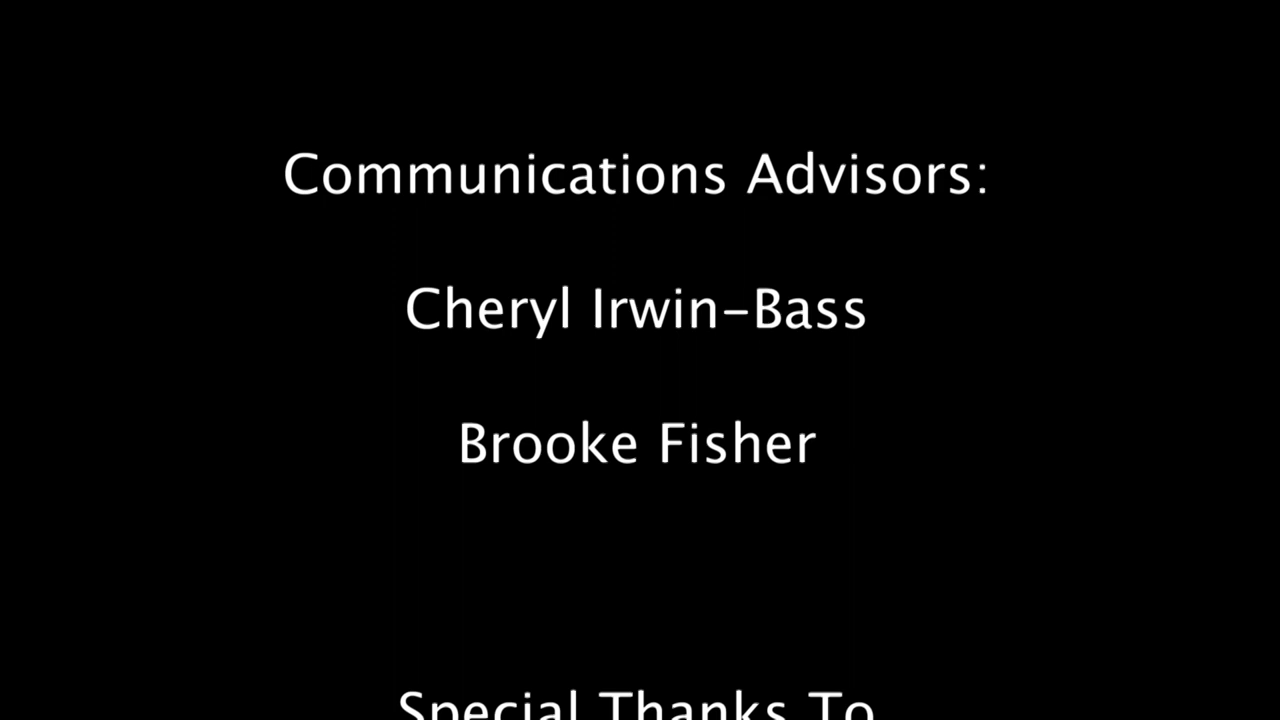 Communications Advisors:
Cheryl Irwin-Bass
Brooke Fisher
Special Thanks To